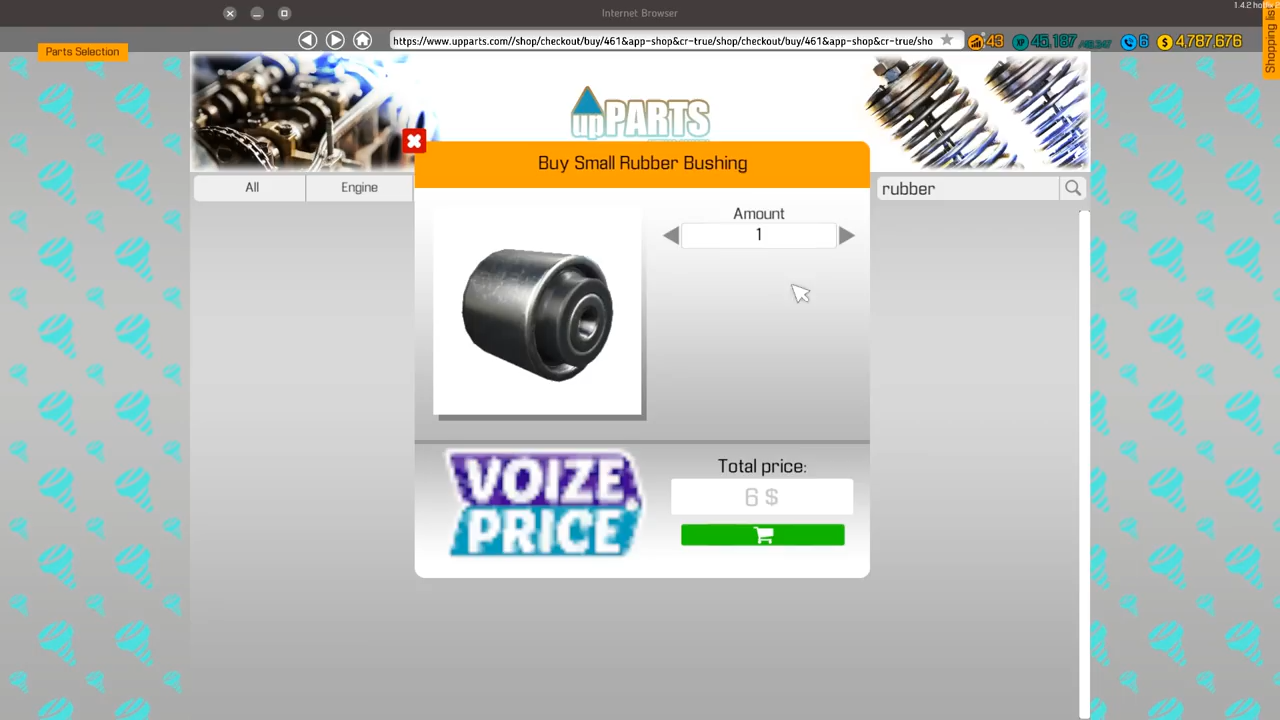 Internet Browser
1.4.2 hotfix 2
Parts Selection
https://www.upparts.com//shop/checkout/buy/461&app-shop&cr-true/shop/checkout/buy/461&app-shop&cr-true/sho
43
45,187
6
$ 4,787,676
Shopping list
upPARTS
Buy Small Rubber Bushing
All
Engine
rubber
Amount
1
VOIZE
PRICE
Total price:
6 $